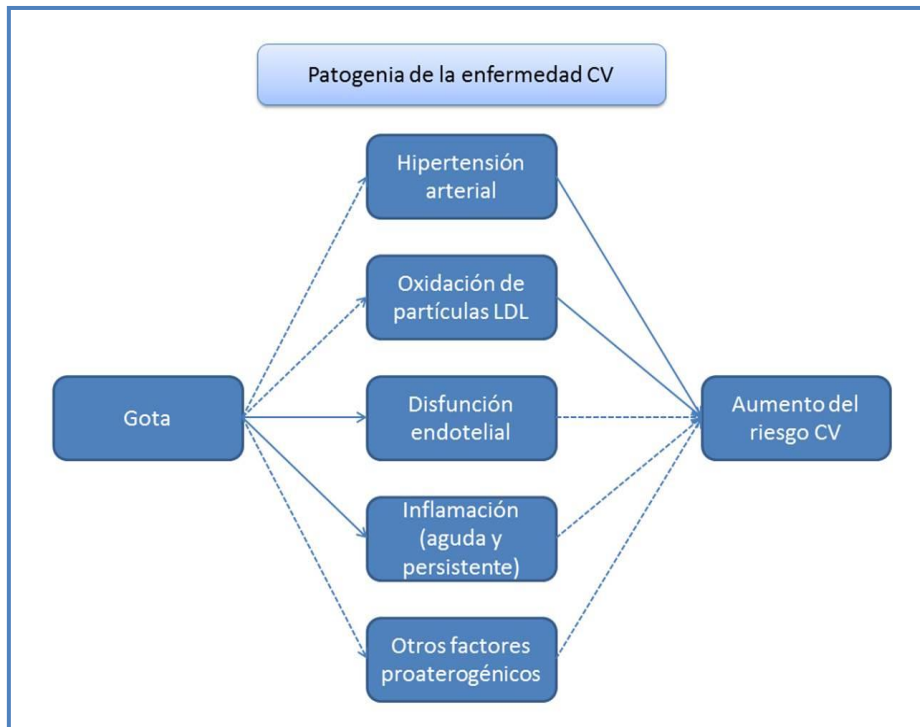 Patogenia de la enfermedad CV
Hipertensión
arterial
Oxidación de
partículas LDL
Gota
Disfunción
endotelial
Aumento del
riesgo CV
Inflamación
(aguda y
persistente)
Otros factores
proaterogénicos